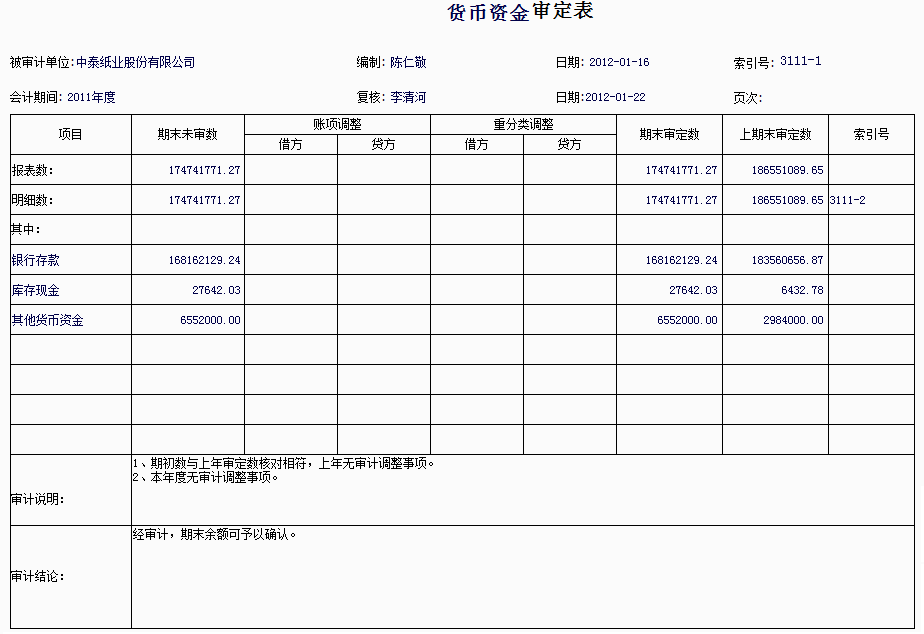 货币资金审定表
被审计单位:中泰纸业股份有限公司 编制: 陈仁敬 日期: 2012-01-16 索引号: 3111-1
会计期间: 2011年度 复核: 李清河 日期:2012-01-22 页次:
项目 期末未审数 账项调整 重分类调整 期末审定数 上期末审定数 索引号
借方 贷方 借方 贷方
报表数: 174741771.27 174741771.27 186551089.65
明细数: 174741771.27 174741771.27 186551089.65 3111-2
其中:
银行存款 168162129.24 168162129.24 183560656.87
库存现金 27642.03 27642.03 6432.78
其他货币资金 6552000.00 6552000.00 2984000.00
审计说明:
1、期初数与上年审定数核对相符，上年无审计调整事项。
2、本年度无审计调整事项。
审计结论:
经审计，期末余额可予以确认。